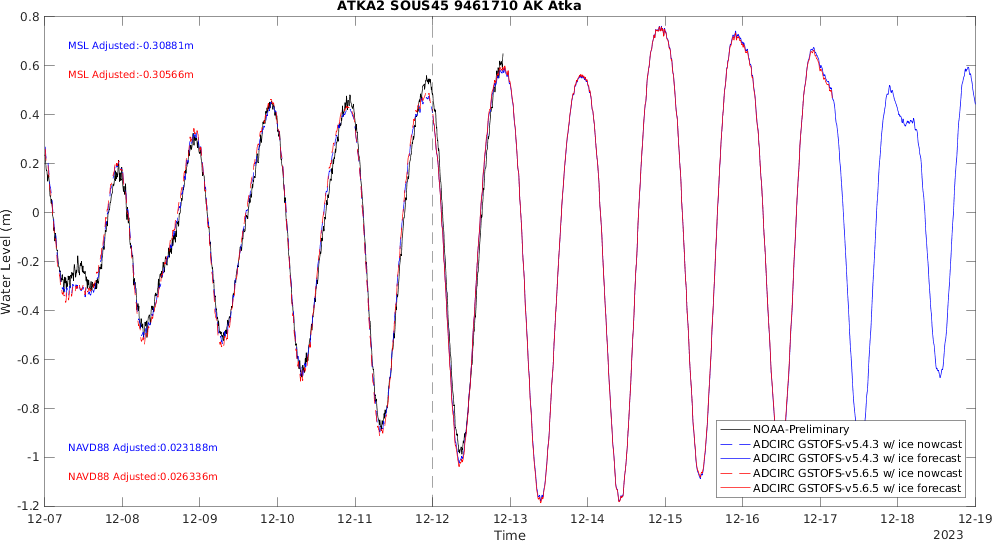 ATKA2 SOUS45 9461710 AK Atka
0.8
0.6
0.4
0.2
0
-0.2
-0.4
-0.6
-0.8
-1
-1.2
Water Level (m)
MSL Adjusted:-0.30881m
MSL Adjusted:-0.30566m
NAVD88 Adjusted:0.023188m
NAVD88 Adjusted:0.026336m
NOAA-Preliminary
ADCIRC GSTOFS-v5.4.3 w/ ice nowcast
ADCIRC GSTOFS-v5.4.3 w/ ice forecast
ADCIRC GSTOFS-v5.6.5 w/ ice nowcast
ADCIRC GSTOFS-v5.6.5 w/ ice forecast
12-07 12-08 12-09 12-10 12-11 12-12 12-13 12-14 12-15 12-16 12-17 12-18 12-19
Time
2023